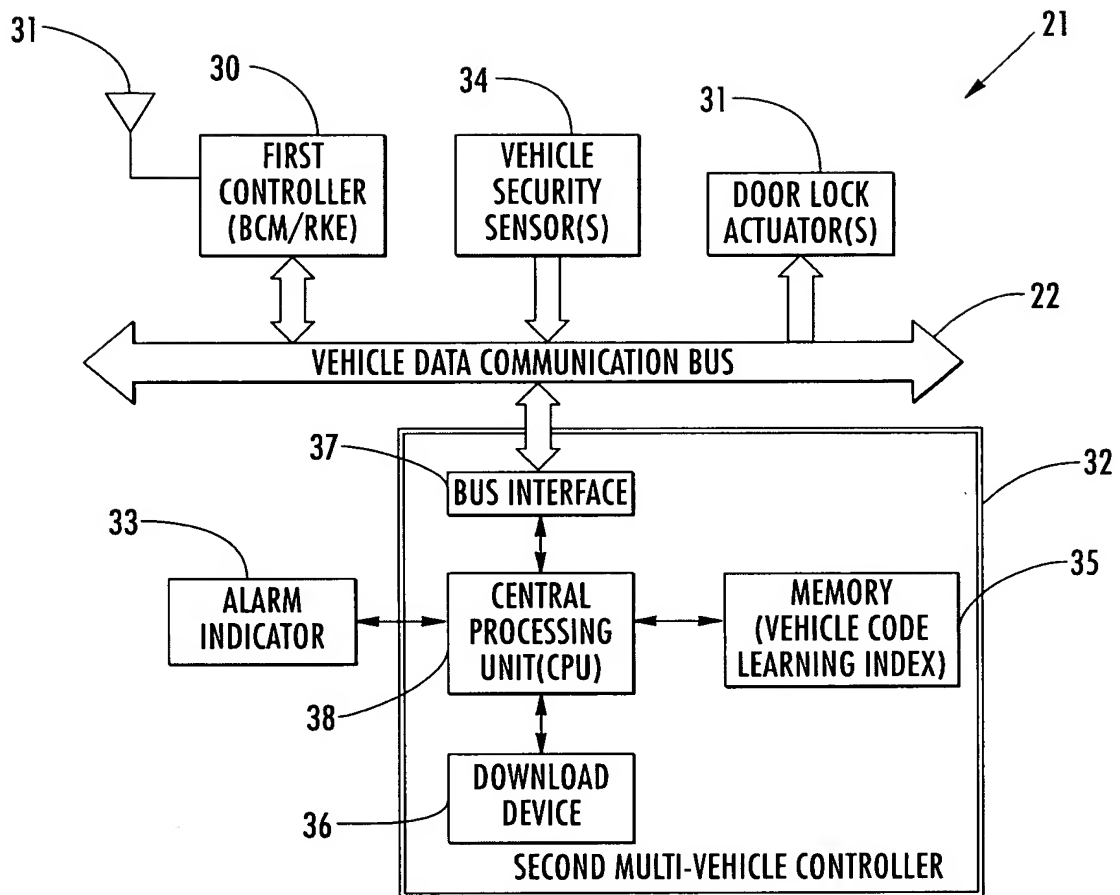 31
30
34
31
21
FIRST
CONTROLLER
(BCM/RKE)
VEHICLE
SECURITY
SENSOR(S)
DOOR LOCK
ACTUATOR(S)
22
VEHICLE DATA COMMUNICATION BUS
37
BUS INTERFACE
32
33
ALARM
INDICATOR
CENTRAL
PROCESSING
UNIT(CPU)
MEMORY
(VEHICLE CODE
LEARNING INDEX)
35
38
DOWNLOAD
DEVICE
36
SECOND MULTI-VEHICLE CONTROLLER